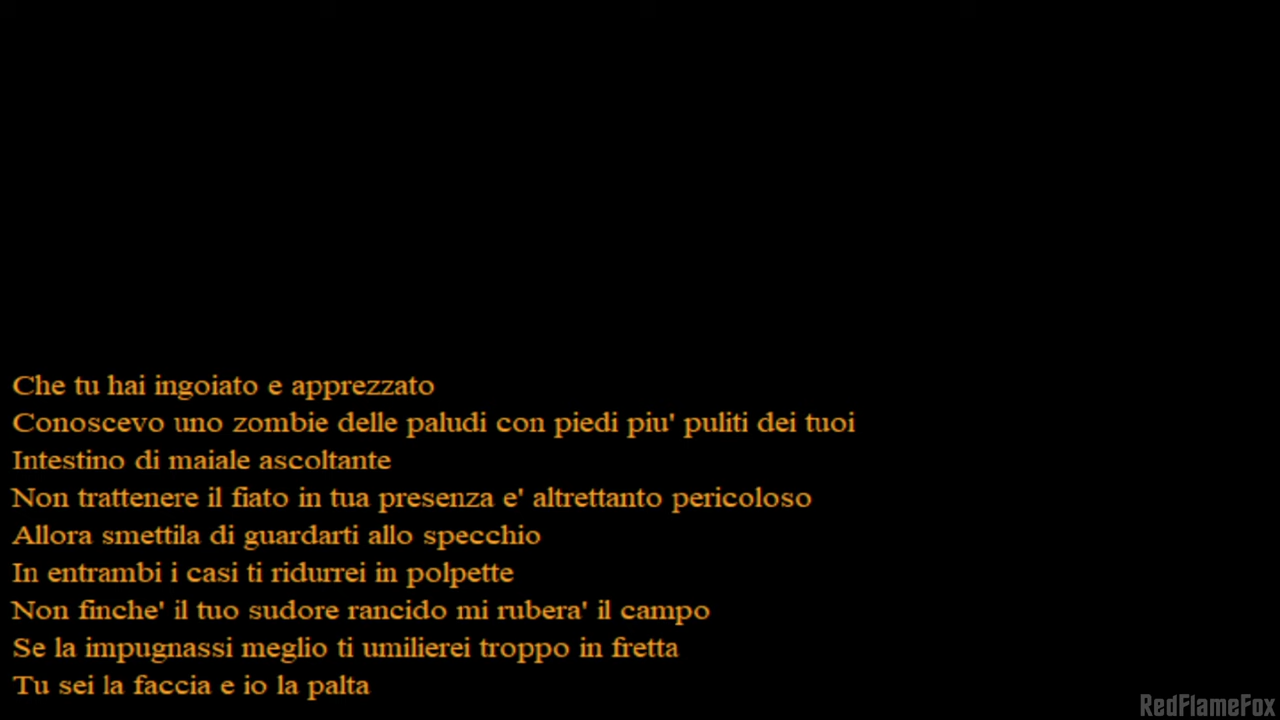 Che tu hai ingoiato e apprezzato
Conoscevo uno zombie delle paludi con piedi piu' puliti dei tuoi
Intestino di maiale ascoltante
Non trattenere il fiato in tua presenza e' altrettanto pericoloso
Allora smettila di guardarti allo specchio
In entrambi i casi ti ridurrei in polpette
Non finche' il tuo sudore rancido mi rubera' il campo
Se la impugnassi meglio ti umilierei troppo in fretta
Tu sei la faccia e io la palta
RedFlameFox